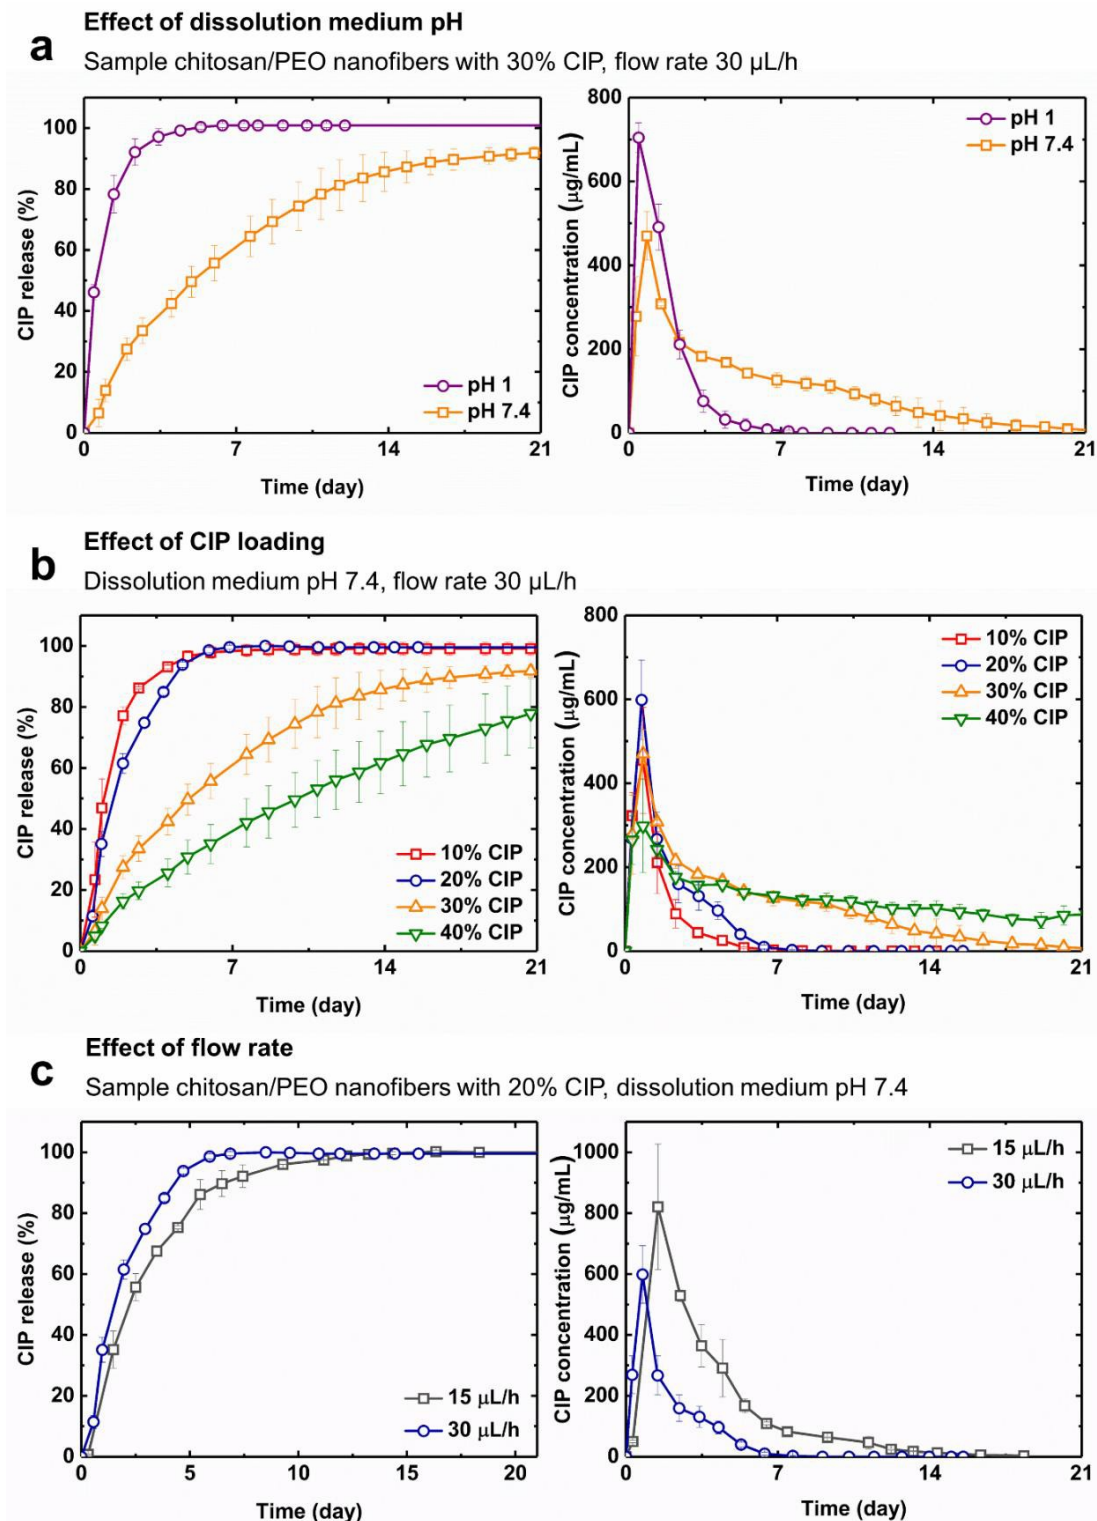 a
Effect of dissolution medium pH
Sample chitosan/PEO nanofibers with 30% CIP, flow rate 30 µL/h
CIP release (%)
100
80
60
40
20
0
0 7 14 21
Time (day)
pH 1
pH 7.4
CIP concentration (µg/mL)
800
600
400
200
0
0 7 14 21
Time (day)
pH 1
pH 7.4
b
Effect of CIP loading
Dissolution medium pH 7.4, flow rate 30 µL/h
CIP release (%)
100
80
60
40
20
0
0 7 14 21
Time (day)
10% CIP
20% CIP
30% CIP
40% CIP
CIP concentration (µg/mL)
800
600
400
200
0
0 7 14 21
Time (day)
10% CIP
20% CIP
30% CIP
40% CIP
c
Effect of flow rate
Sample chitosan/PEO nanofibers with 20% CIP, dissolution medium pH 7.4
CIP release (%)
100
80
60
40
20
0
0 5 10 15 20
Time (day)
15 µL/h
30 µL/h
CIP concentration (µg/mL)
1000
800
600
400
200
0
0 7 14 21
Time (day)
15 µL/h
30 µL/h